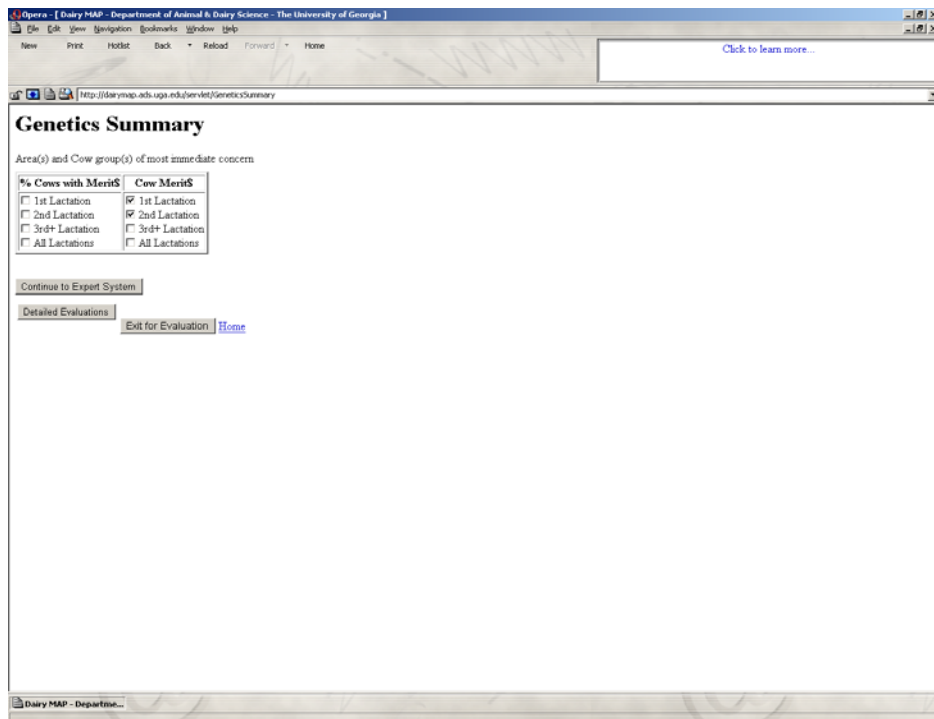 Opera - [ Dairy MAP - Department of Animal & Dairy Science - The University of Georgia ]
File Edit View Navigation Bookmarks Window Help
New Print Hotlist Back Reload Forward Home
Click to learn more...
http://dairymap.ads.uga.edu/servlet/GeneticsSummary
Genetics Summary
Area(s) and Cow group(s) of most immediate concern
% Cows with Merit$ Cow Merit$
1st Lactation 1st Lactation
2nd Lactation 2nd Lactation
3rd+ Lactation 3rd+ Lactation
All Lactations All Lactations
Continue to Expert System
Detailed Evaluations
Exit for Evaluation Home
Dairy MAP - Departme...